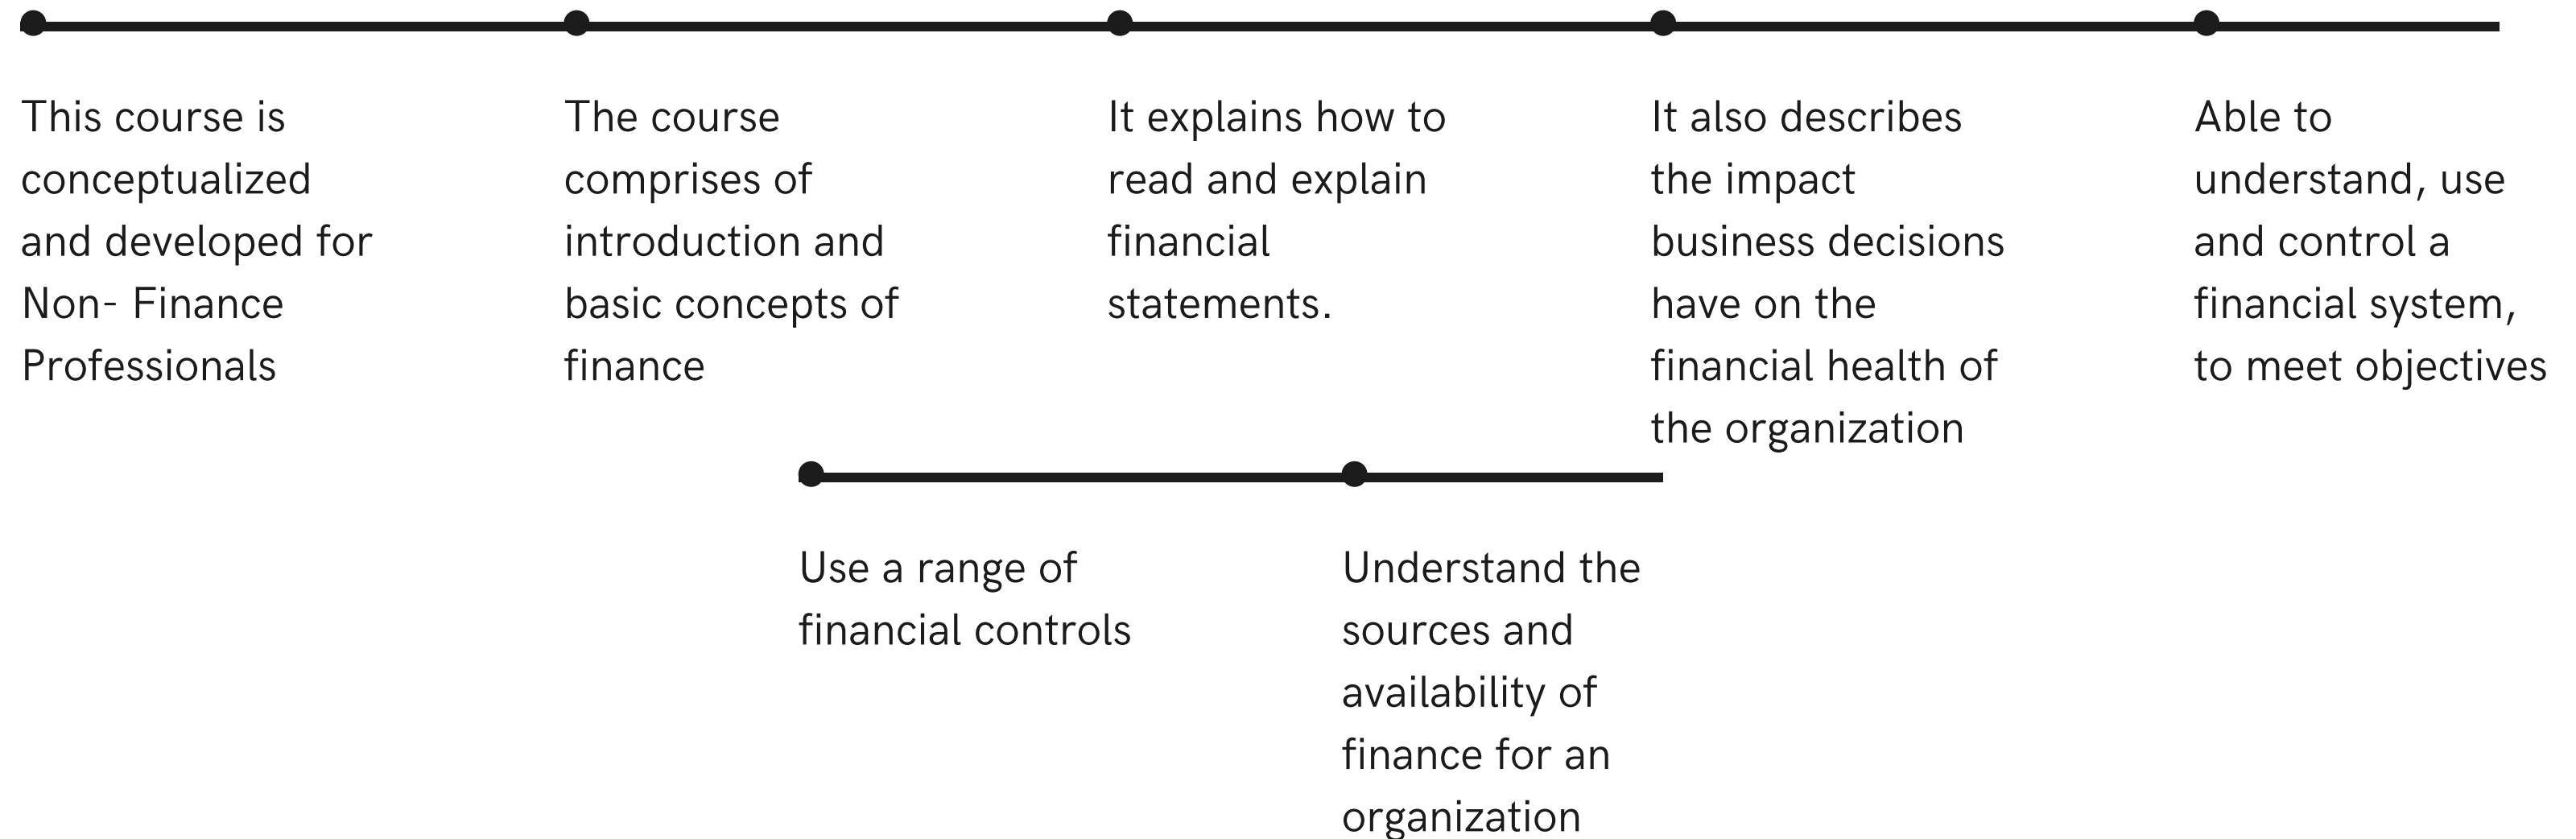 This course is
conceptualized
and developed for
Non- Finance
Professionals
The course
comprises of
introduction and
basic concepts of
finance
It explains how to
read and explain
financial
statements.
It also describes
the impact
business decisions
have on the
financial health of
the organization
Able to
understand, use
and control a
financial system,
to meet objectives
Use a range of
financial controls
Understand the
sources and
availability of
finance for an
organization